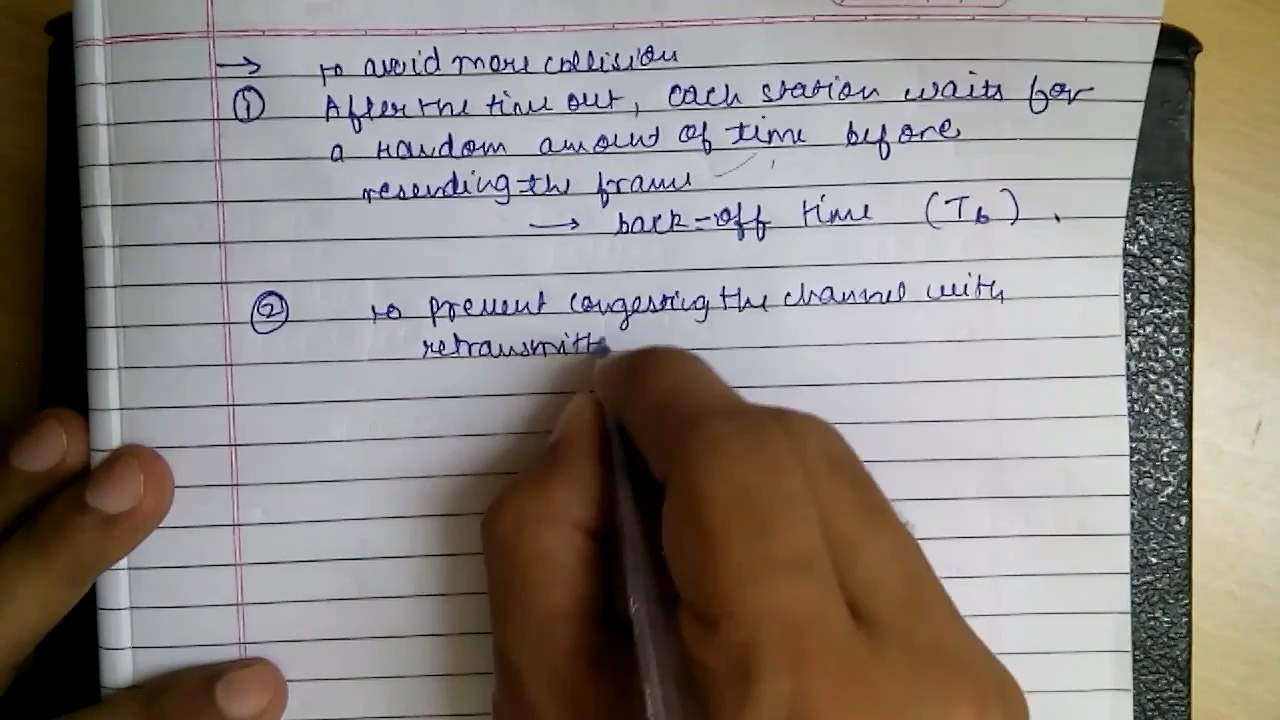 → to avoid more collision
① After the time out, each station waits for
a random amount of time before
resending the frame
→ back-off time (Tb).
② to prevent congesting the channel with
retransmitt